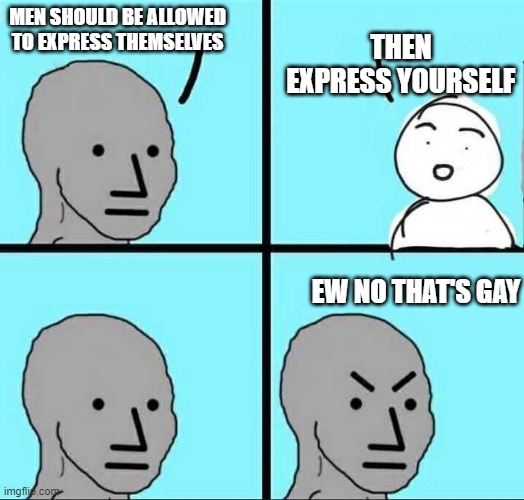 MEN SHOULD BE ALLOWED
TO EXPRESS THEMSELVES
THEN
EXPRESS YOURSELF
EW NO THAT'S GAY
imgflip.com